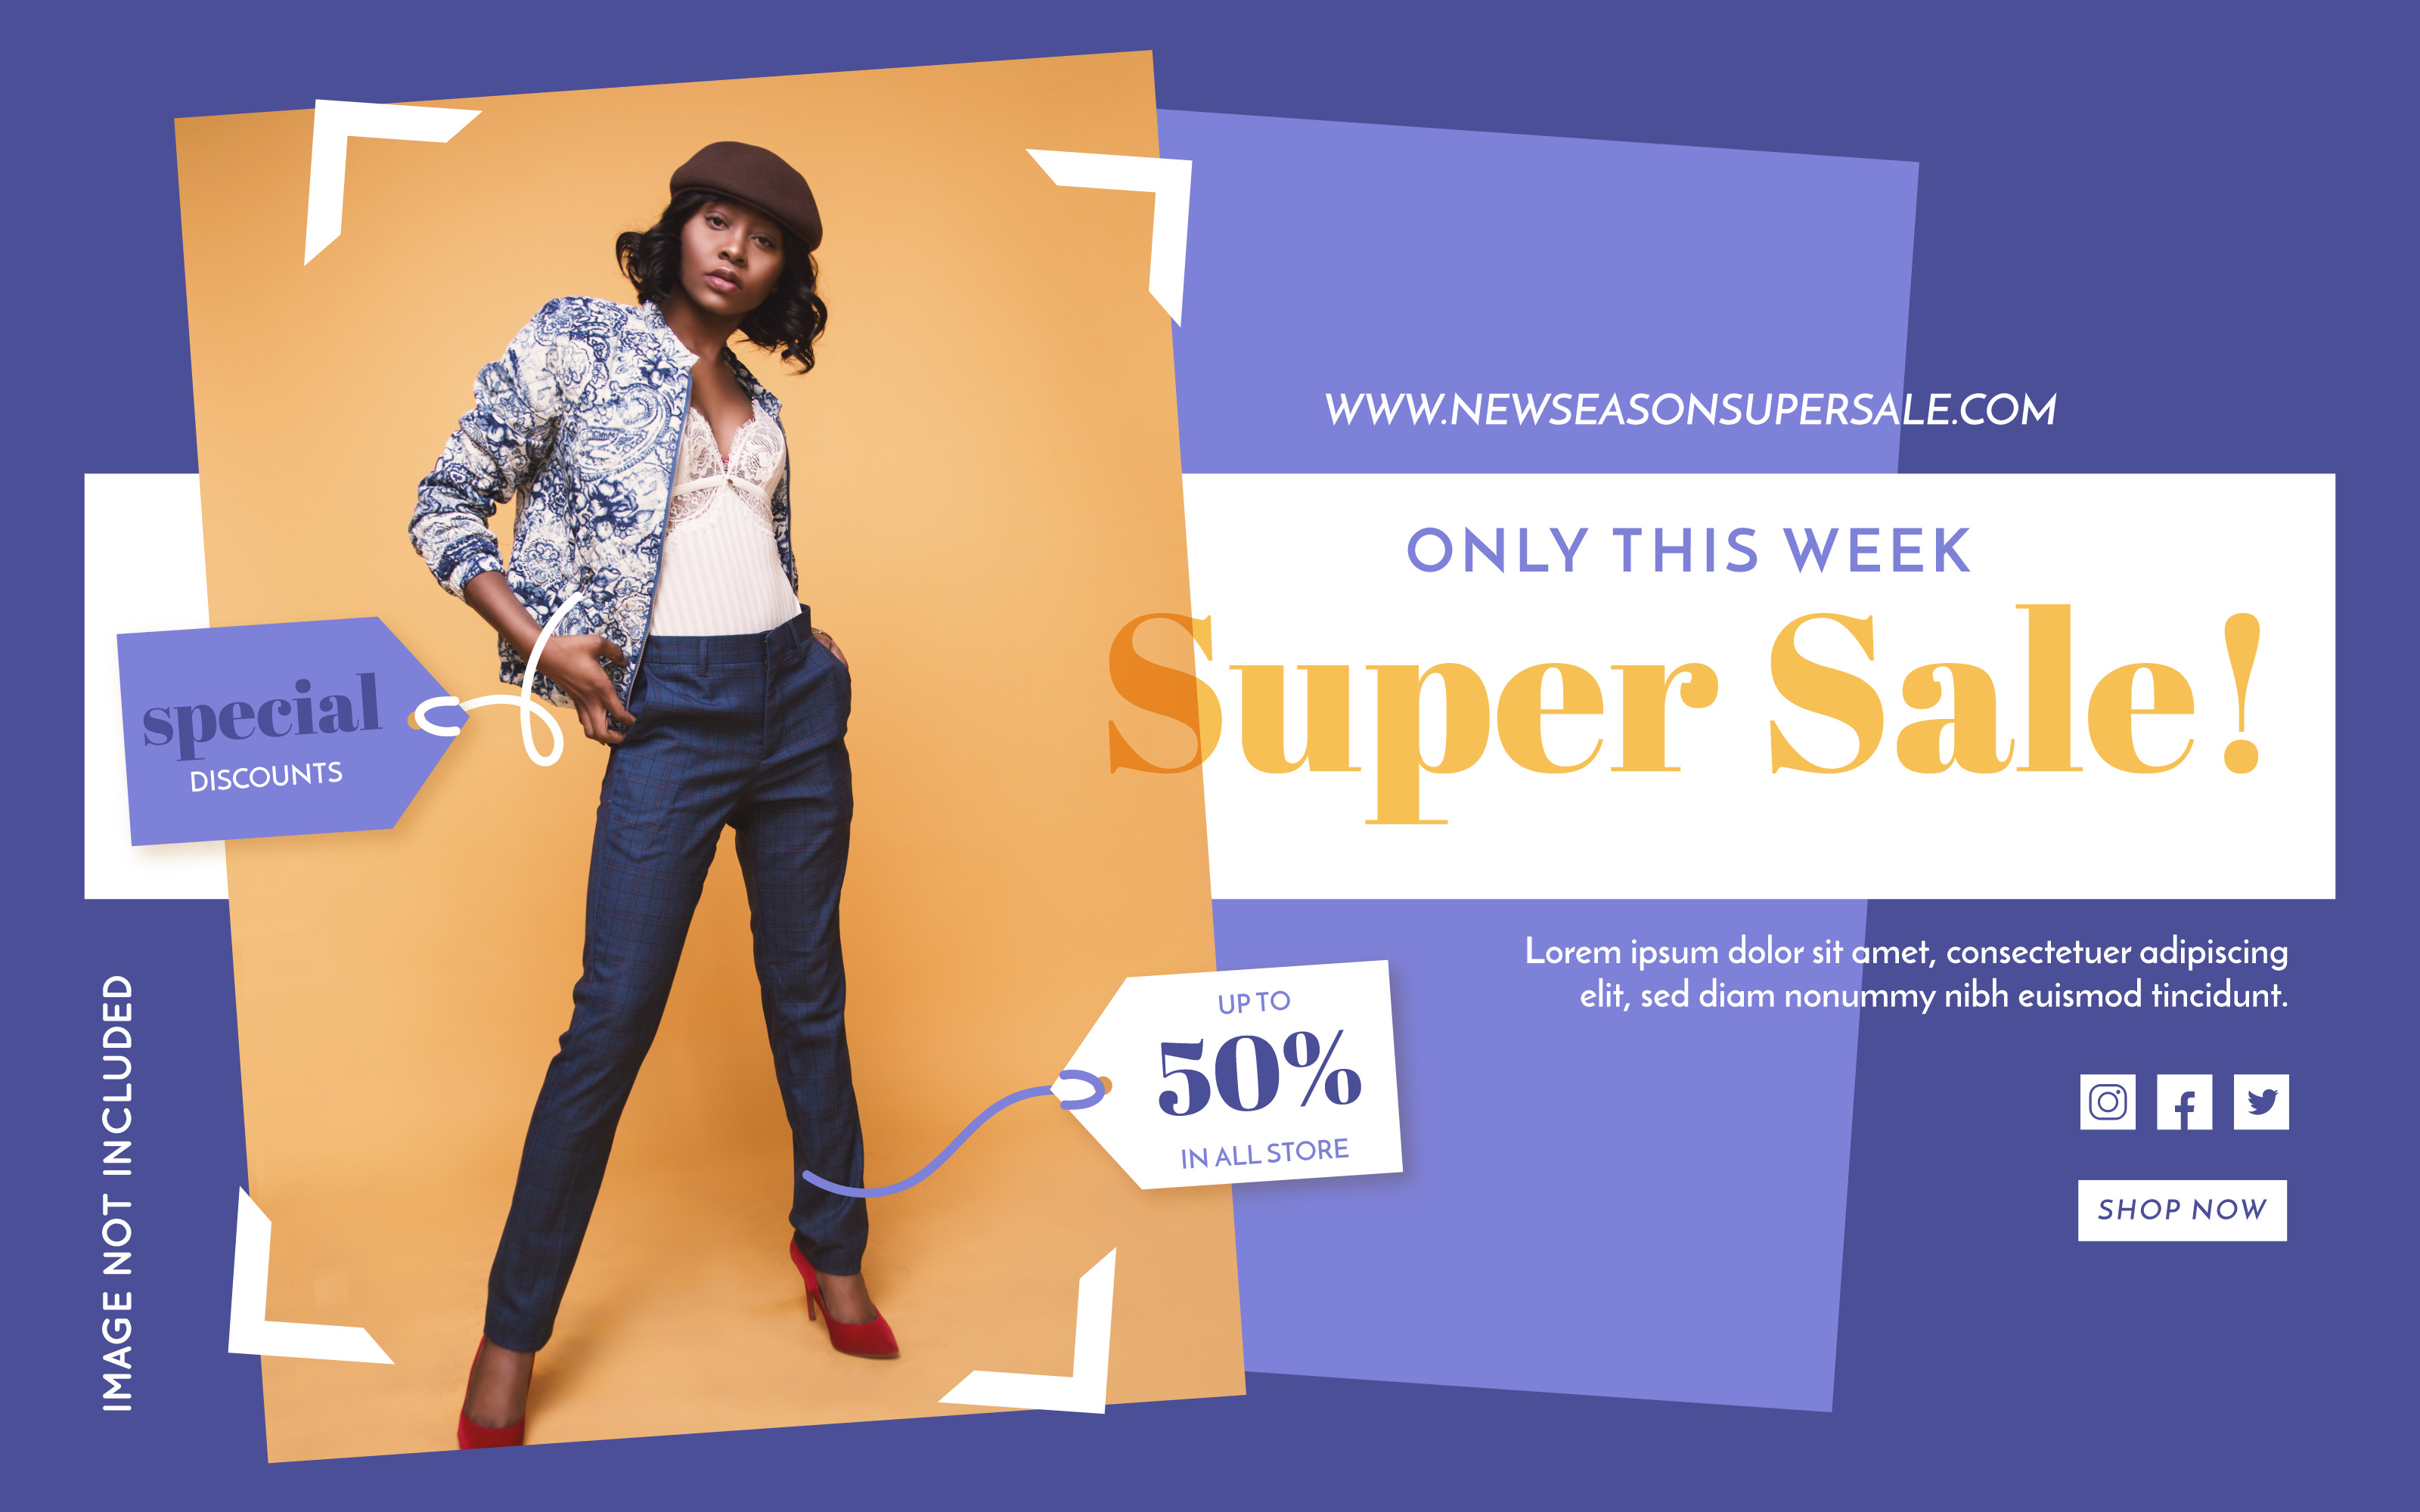 WWW.NEWSEASONSUPERSALE.COM
ONLY THIS WEEK
Super Sale!
special
DISCOUNTS
UP TO
50%
IN ALL STORE
Lorem ipsum dolor sit amet, consectetuer adipiscing
elit, sed diam nonummy nibh euismod tincidunt.
SHOP NOW
IMAGE NOT INCLUDED